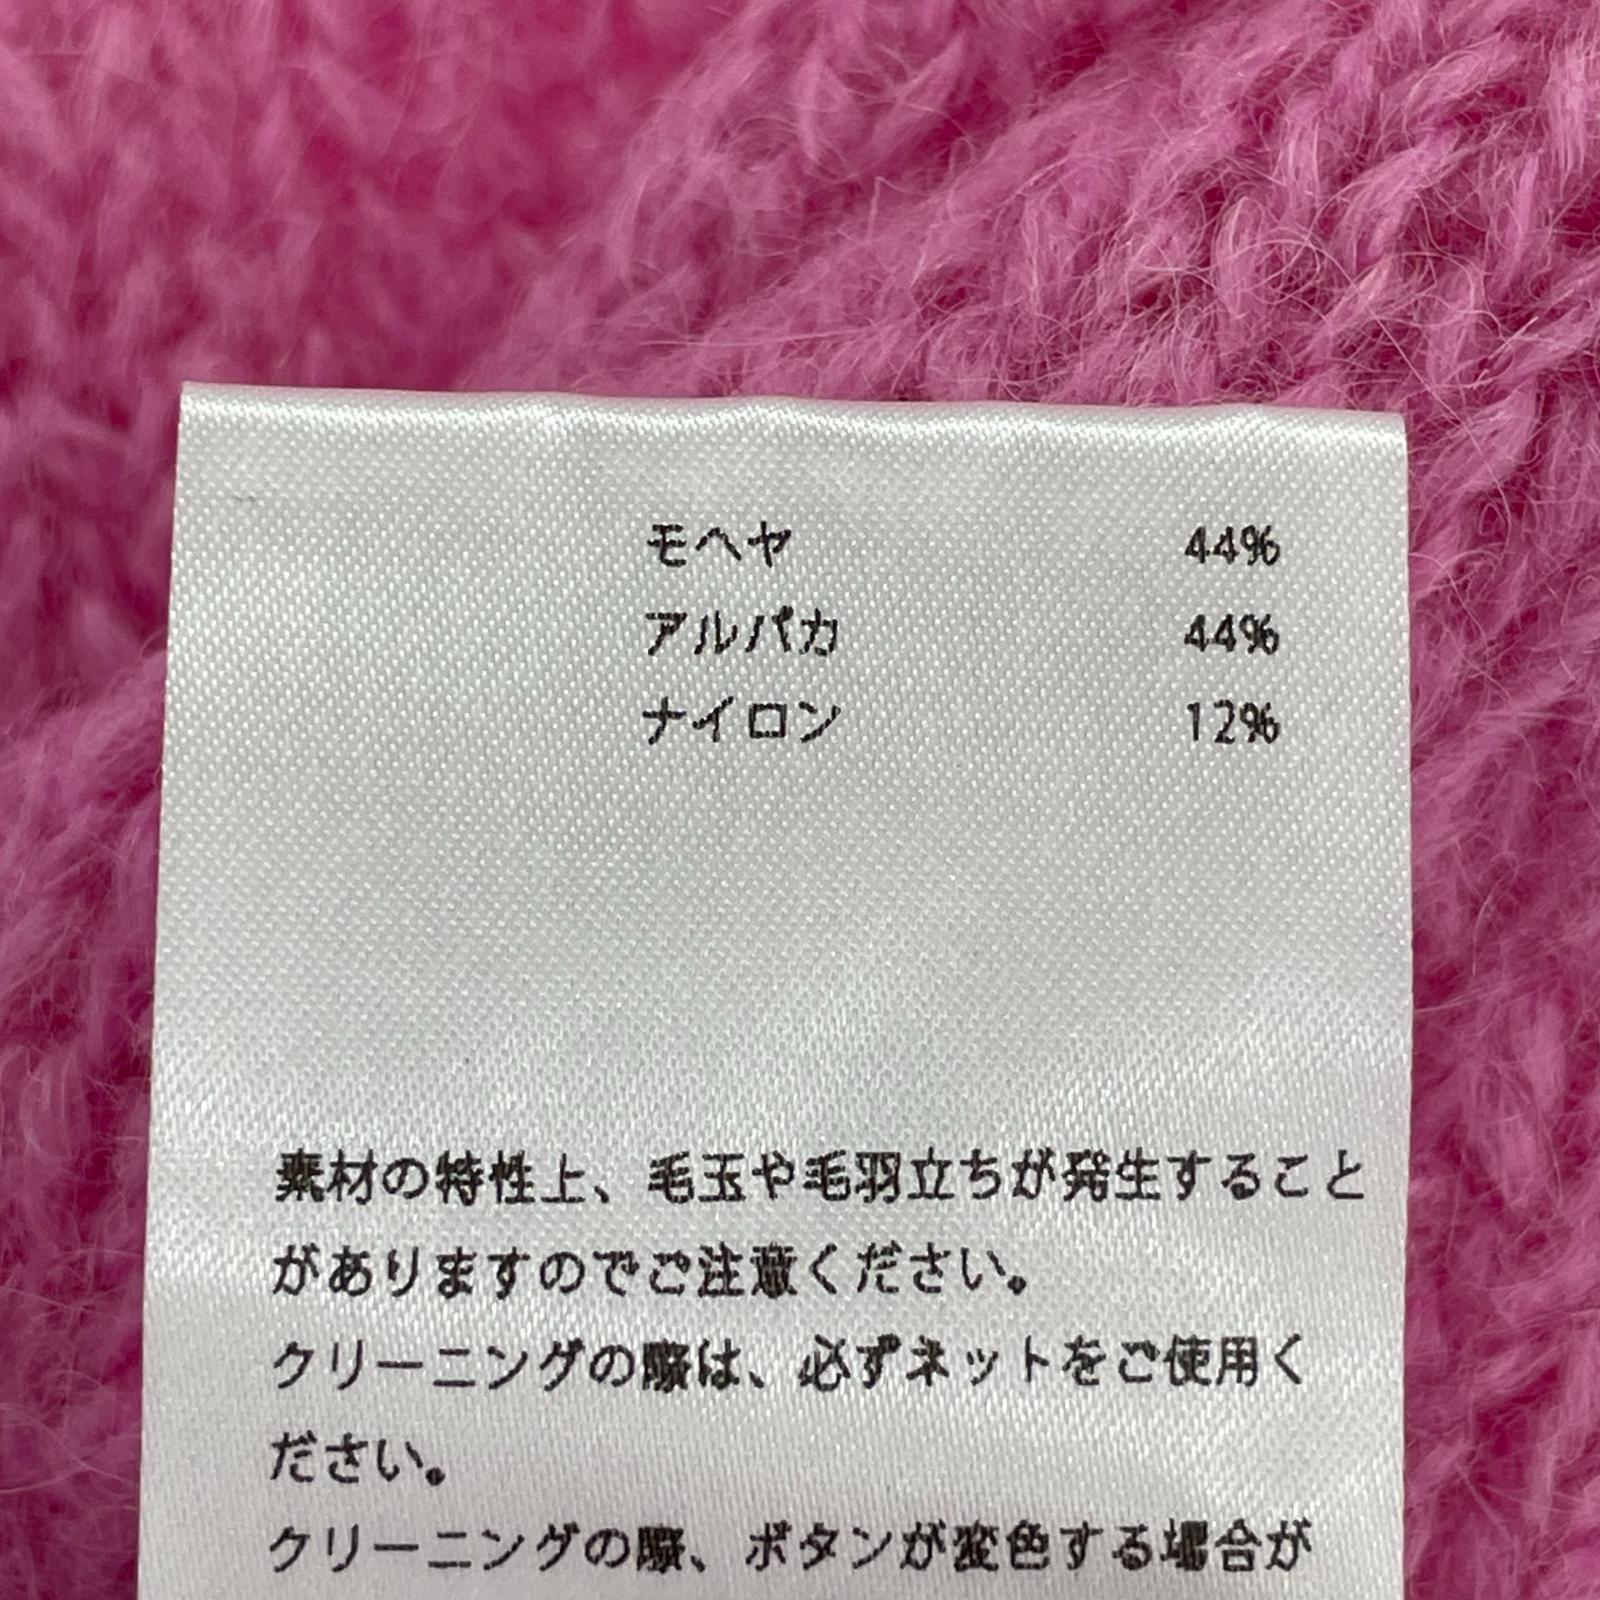 モヘヤ 44%
アルパカ 44%
ナイロン 12%
素材の特性上、毛玉や毛羽立ちが発生すること
がありますのでご注意ください。
クリーニングの際は、必ずネットをご使用く
ださい。
クリーニングの際、ボタンが変色する場合が